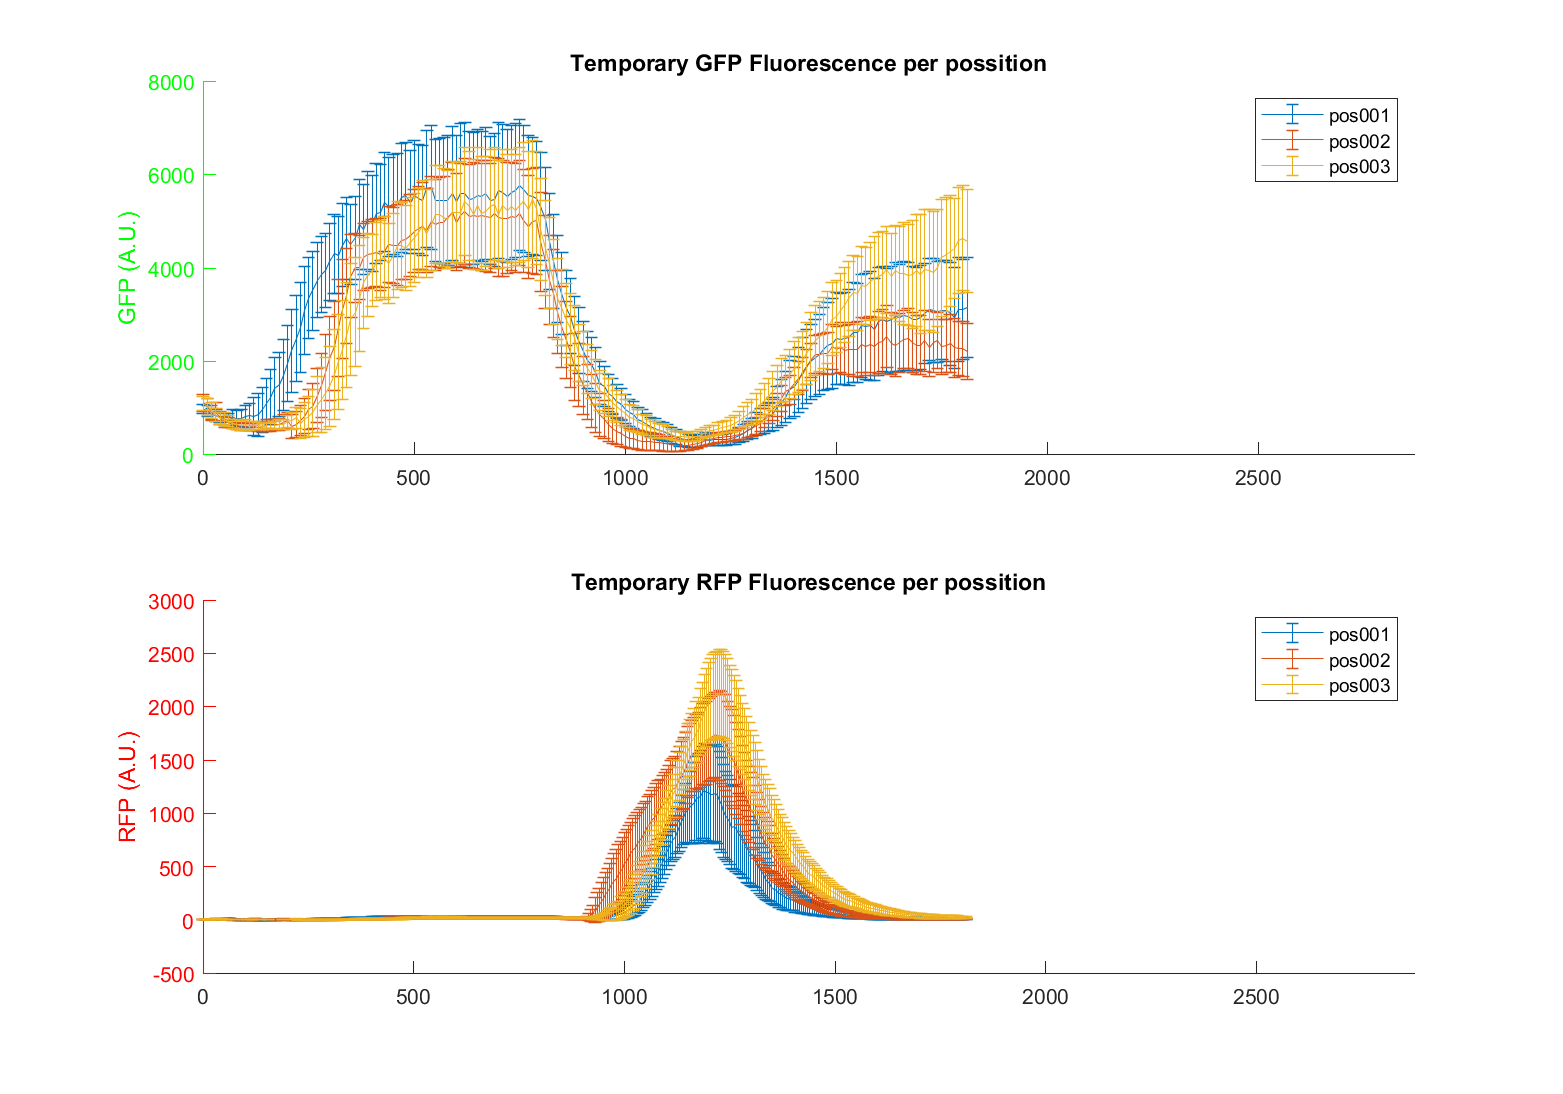 Temporary GFP Fluorescence per possition
8000
6000
4000
2000
0
GFP (A.U.)
0 500 1000 1500 2000 2500
pos001
pos002
pos003
Temporary RFP Fluorescence per possition
3000
2500
2000
1500
1000
500
0
-500
RFP (A.U.)
0 500 1000 1500 2000 2500
pos001
pos002
pos003